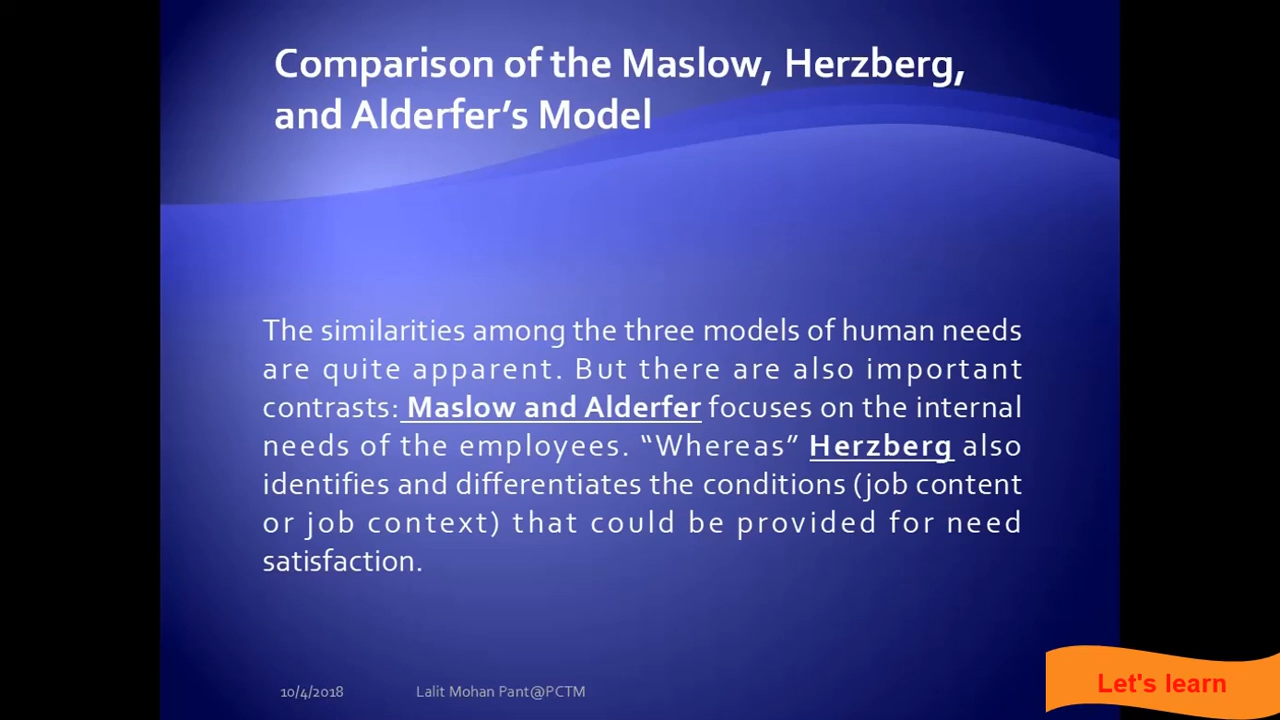 Comparison of the Maslow, Herzberg,
and Alderfer’s Model
The similarities among the three models of human needs
are quite apparent. But there are also important
contrasts: Maslow and Alderfer focuses on the internal
needs of the employees. “Whereas” Herzberg also
identifies and differentiates the conditions (job content
or job context) that could be provided for need
satisfaction.
10/4/2018
Lalit Mohan Pant@PCTM
Let's learn